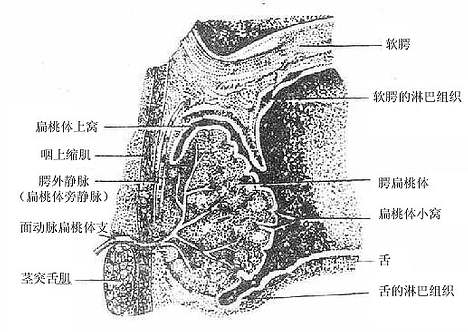 软腭
软腭的淋巴组织
扁桃体上窝
咽上缩肌
腭外静脉
(扁桃体旁静脉)
腭扁桃体
扁桃体小窝
面动脉扁桃体支
舌
茎突舌肌
舌的淋巴组织